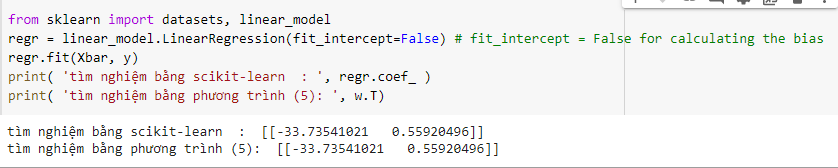 from sklearn import datasets, linear_model
regr = linear_model.LinearRegression(fit_intercept=False) # fit_intercept = False for calculating the bias
regr.fit(Xbar, y)
print( 'tìm nghiệm bằng scikit-learn  : ', regr.coef_ )
print( 'tìm nghiệm bằng phương trình (5): ', w.T)
tìm nghiệm bằng scikit-learn  :  [[-33.73541021   0.55920496]]
tìm nghiệm bằng phương trình (5):  [[-33.73541021   0.55920496]]